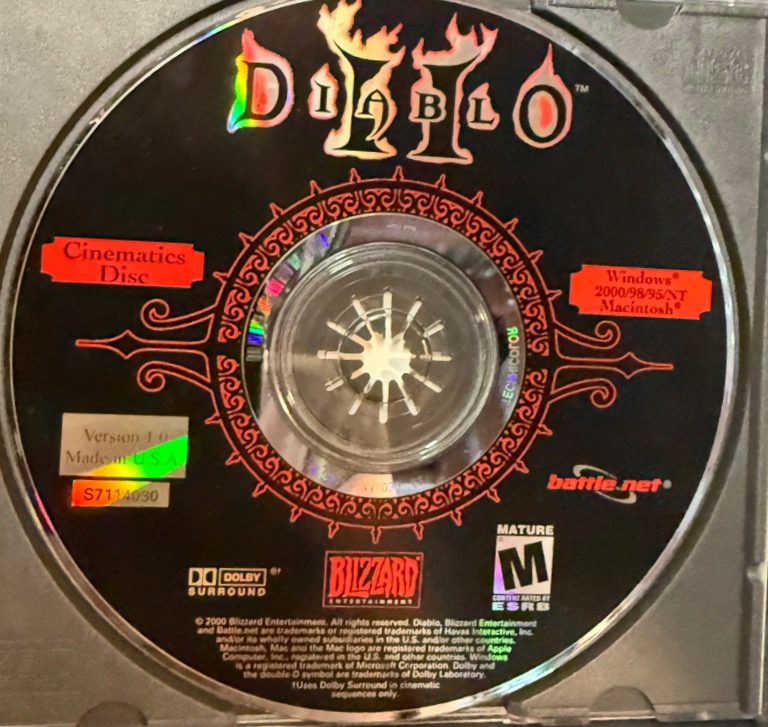 DIABLO II™
Cinematics
Disc
Windows®
2000/98/95/NT
Macintosh®
TECHNICOLOR
Version 1.0
Made in U.S.A
S7114030
battle.net®
DOLBY †
SURROUND
BLIZZARD
ENTERTAINMENT
MATURE
M
CONTENT RATED BY
ESRB
© 2000 Blizzard Entertainment. All rights reserved. Diablo, Blizzard Entertainment
and Battle.net are trademarks or registered trademarks of Havas Interactive, Inc.
and/or its wholly owned subsidiaries in the U.S. and/or other countries.
Macintosh, Mac and the Mac logo are registered trademarks of Apple
Computer, Inc., registered in the U.S. and other countries. Windows
is a registered trademark of Microsoft Corporation. Dolby and
the double-D symbol are trademarks of Dolby Laboratory.
†Uses Dolby Surround in cinematic
sequences only.